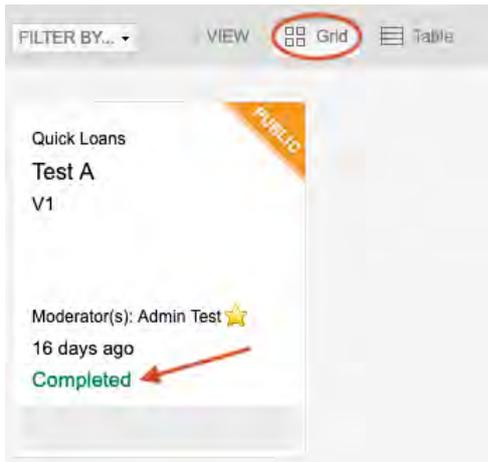 FILTER BY... VIEW Grid Table
PUBLIC
Quick Loans
Test A
V1
Moderator(s): Admin Test
16 days ago
Completed